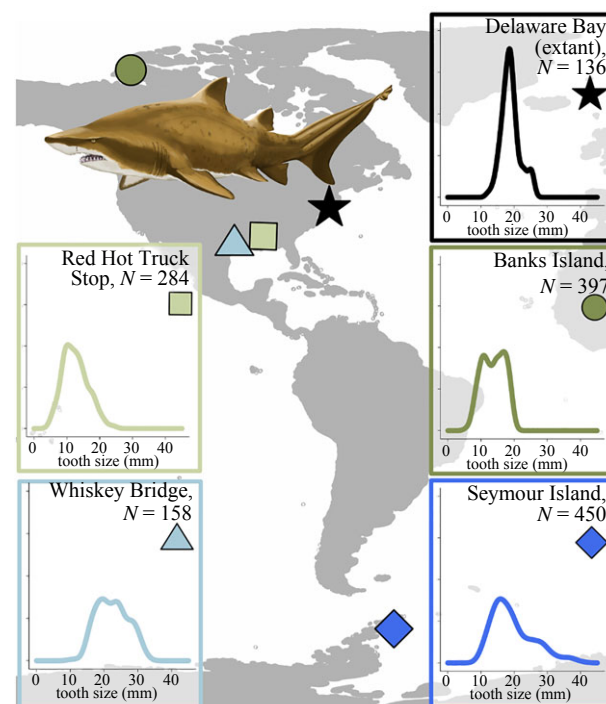 Delaware Bay
(extant),
N = 136
0 10 20 30 40
tooth size (mm)
Red Hot Truck
Stop, N = 284
0 10 20 30 40
tooth size (mm)
Banks Island,
N = 397
0 10 20 30 40
tooth size (mm)
Whiskey Bridge,
N = 158
0 10 20 30 40
tooth size (mm)
Seymour Island,
N = 450
0 10 20 30 40
tooth size (mm)